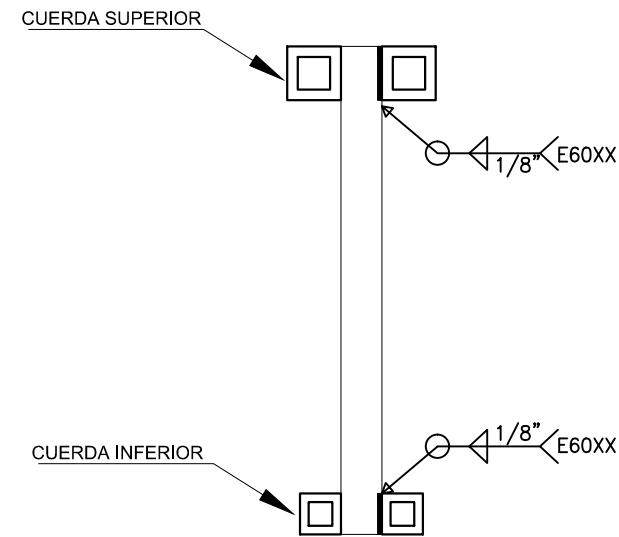 CUERDA SUPERIOR
1/8” E60XX
1/8” E60XX
CUERDA INFERIOR